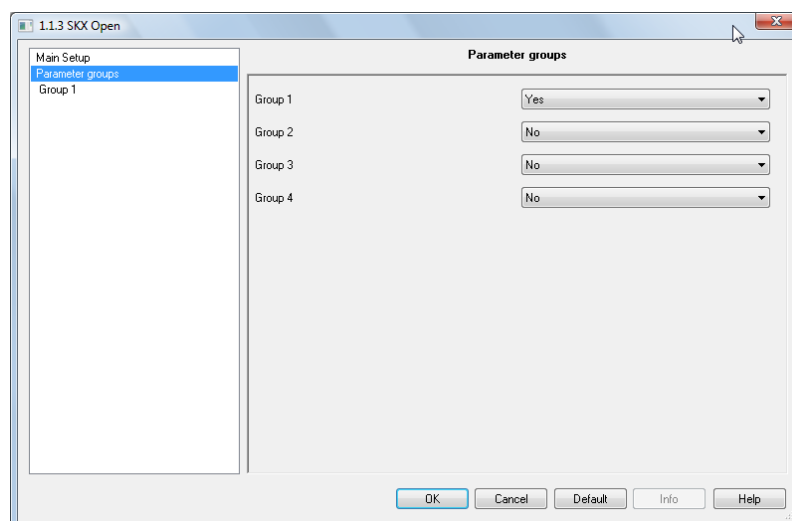 1.1.3 SKX Open
Main Setup
Parameter groups
Group 1
Parameter groups
Group 1 Yes
Group 2 No
Group 3 No
Group 4 No
OK Cancel Default Info Help